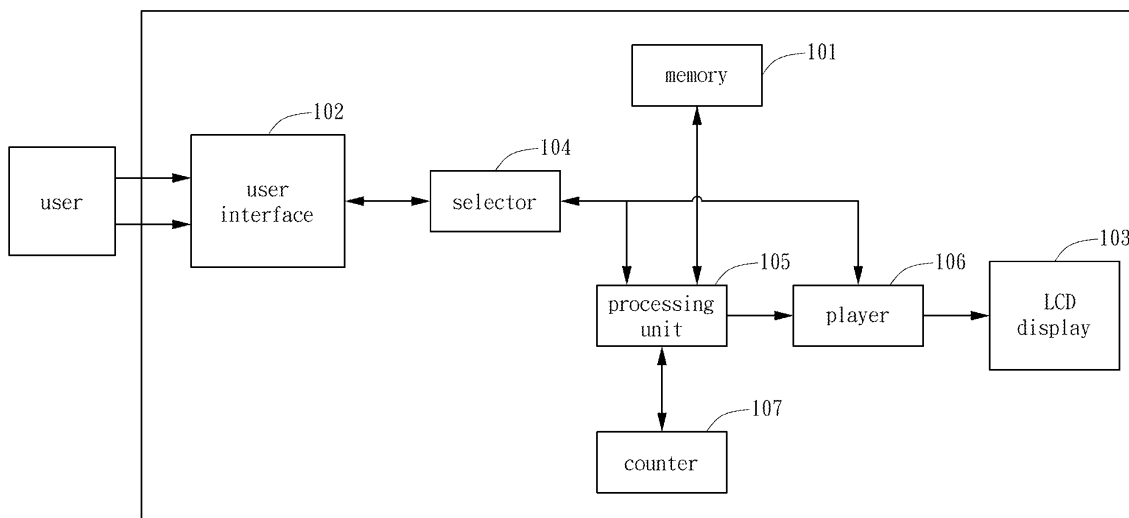 101
memory
102
104
user
user
interface
selector
103
105
106
LCD
display
processing
unit
player
107
counter